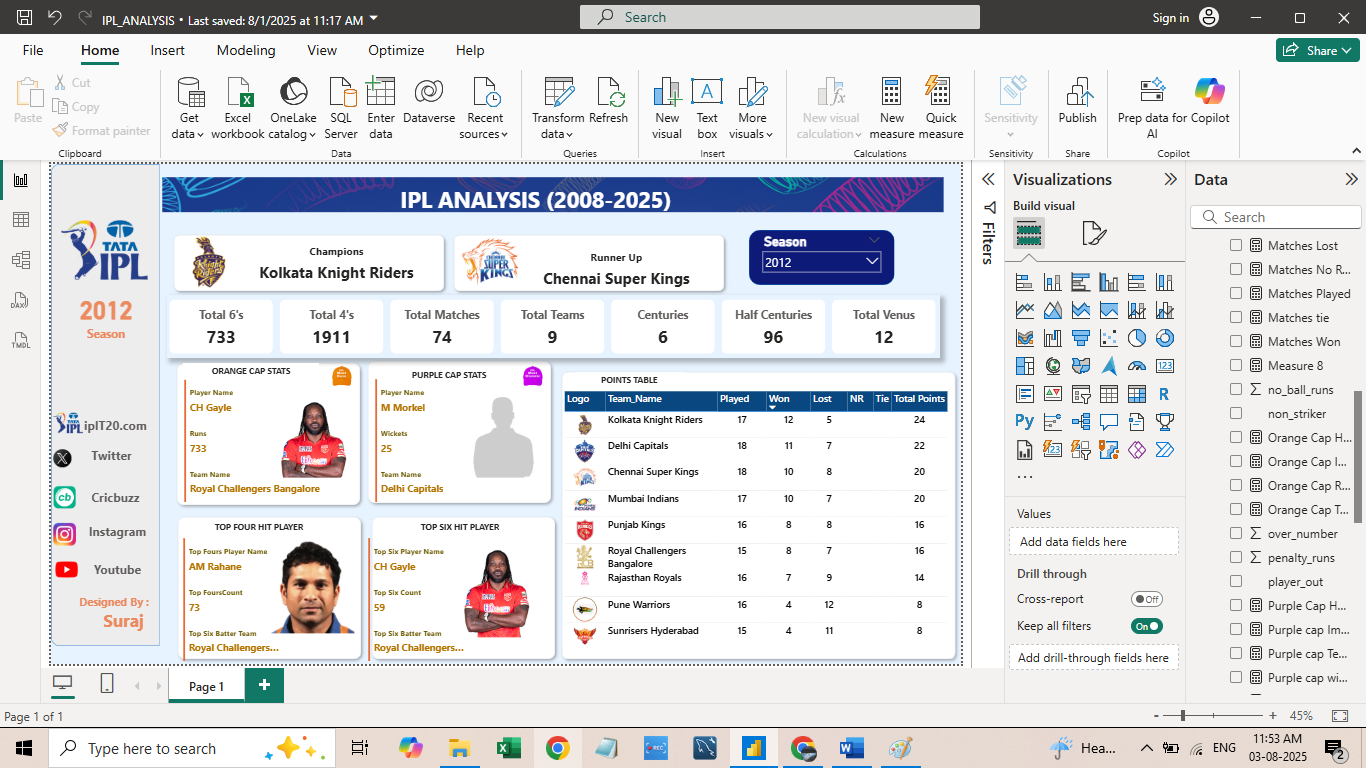 IPL_ANALYSIS • Last saved: 8/1/2025 at 11:17 AM
Search
Sign in
File
Home
Insert
Modeling
View
Optimize
Help
Share
Paste
Cut
Copy
Format painter
Clipboard
Get data
Excel workbook
OneLake catalog
SQL Server
Enter data
Dataverse
Recent sources
Data
Transform data
Refresh
Queries
New visual
Text box
More visuals
Insert
New visual calculation
New measure
Quick measure
Calculations
Sensitivity
Sensitivity
Publish
Share
Prep data for AI
Copilot
Copilot
IPL ANALYSIS (2008-2025)
TATA
IPL
2012
Season
iplT20.com
Twitter
Cricbuzz
Instagram
Youtube
Designed By :
Suraj
Champions
Kolkata Knight Riders
Runner Up
Chennai Super Kings
Season
2012
Total 6's
733
Total 4's
1911
Total Matches
74
Total Teams
9
Centuries
6
Half Centuries
96
Total Venus
12
ORANGE CAP STATS
Player Name
CH Gayle
Runs
733
Team Name
Royal Challengers Bangalore
PURPLE CAP STATS
Player Name
M Morkel
Wickets
25
Team Name
Delhi Capitals
TOP FOUR HIT PLAYER
Top Fours Player Name
AM Rahane
Top FoursCount
73
Top Six Batter Team
Royal Challengers...
TOP SIX HIT PLAYER
Top Six Player Name
CH Gayle
Top Six Count
59
Top Six Batter Team
Royal Challengers...
POINTS TABLE
Logo Team_Name Played Won Lost NR Tie Total Points
Kolkata Knight Riders 17 12 5 24
Delhi Capitals 18 11 7 22
Chennai Super Kings 18 10 8 20
Mumbai Indians 17 10 7 20
Punjab Kings 16 8 8 16
Royal Challengers Bangalore 15 8 7 16
Rajasthan Royals 16 7 9 14
Pune Warriors 16 4 12 8
Sunrisers Hyderabad 15 4 11 8
Filters
Visualizations
Build visual
Values
Add data fields here
Drill through
Cross-report
Off
Keep all filters
On
Add drill-through fields here
Data
Search
Matches Lost
Matches No R...
Matches Played
Matches tie
Matches Won
Measure 8
no_ball_runs
non_striker
Orange Cap H...
Orange Cap I...
Orange Cap R...
Orange Cap T...
over_number
penalty_runs
player_out
Purple Cap H...
Purple cap Im...
Purple cap Te...
Purple cap wi...
Page 1
Page 1 of 1
45%
Type here to search
Hea...
ENG
11:53 AM
03-08-2025
2